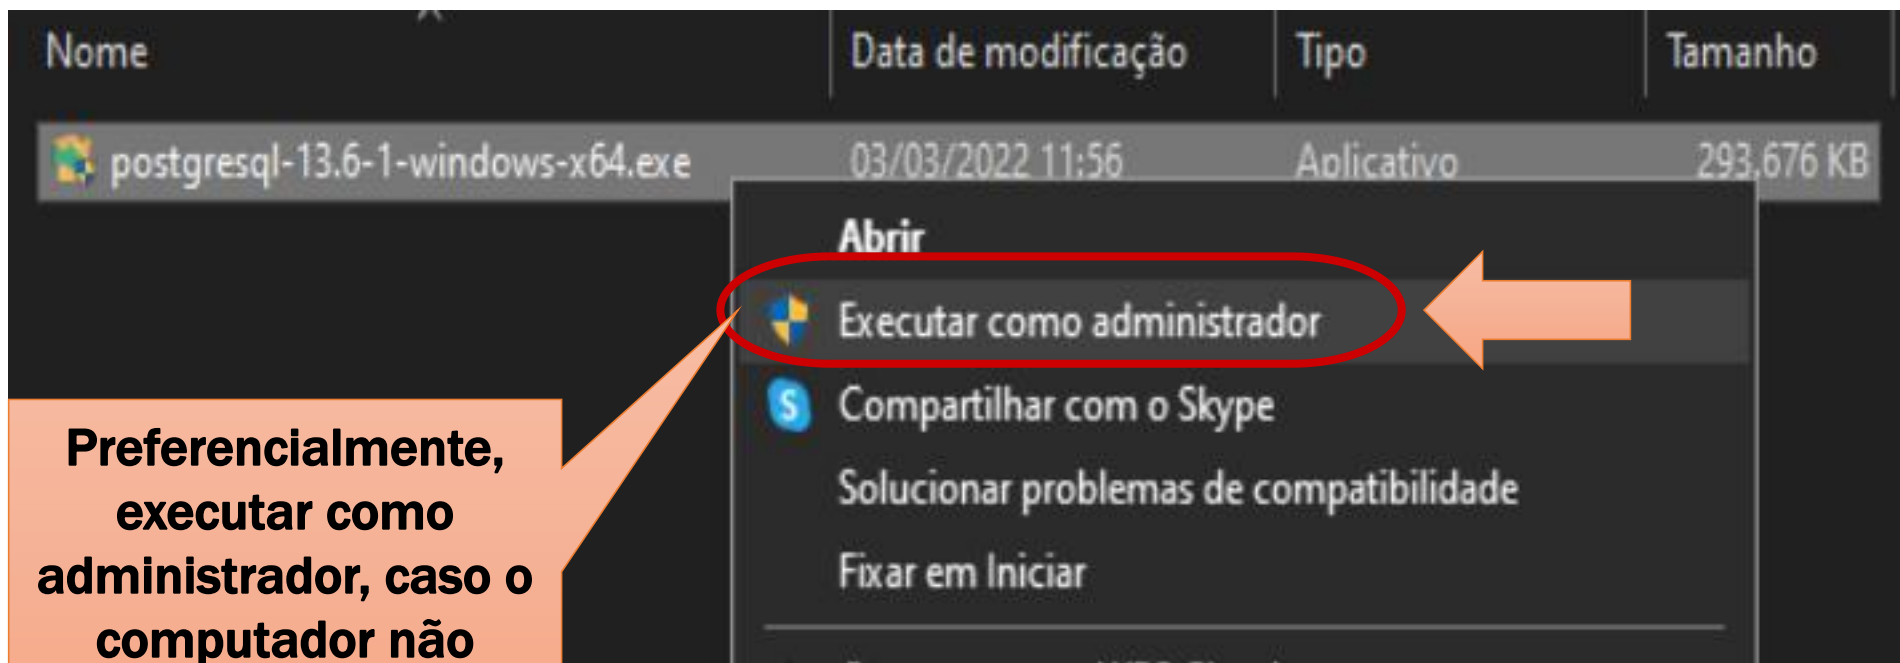 Nome Data de modificação Tipo Tamanho
postgresql-13.6-1-windows-x64.exe 03/03/2022 11:56 Aplicativo 293.676 KB
Abrir
Executar como administrador
Compartilhar com o Skype
Solucionar problemas de compatibilidade
Fixar em Iniciar
Preferencialmente,
executar como
administrador, caso o
computador não